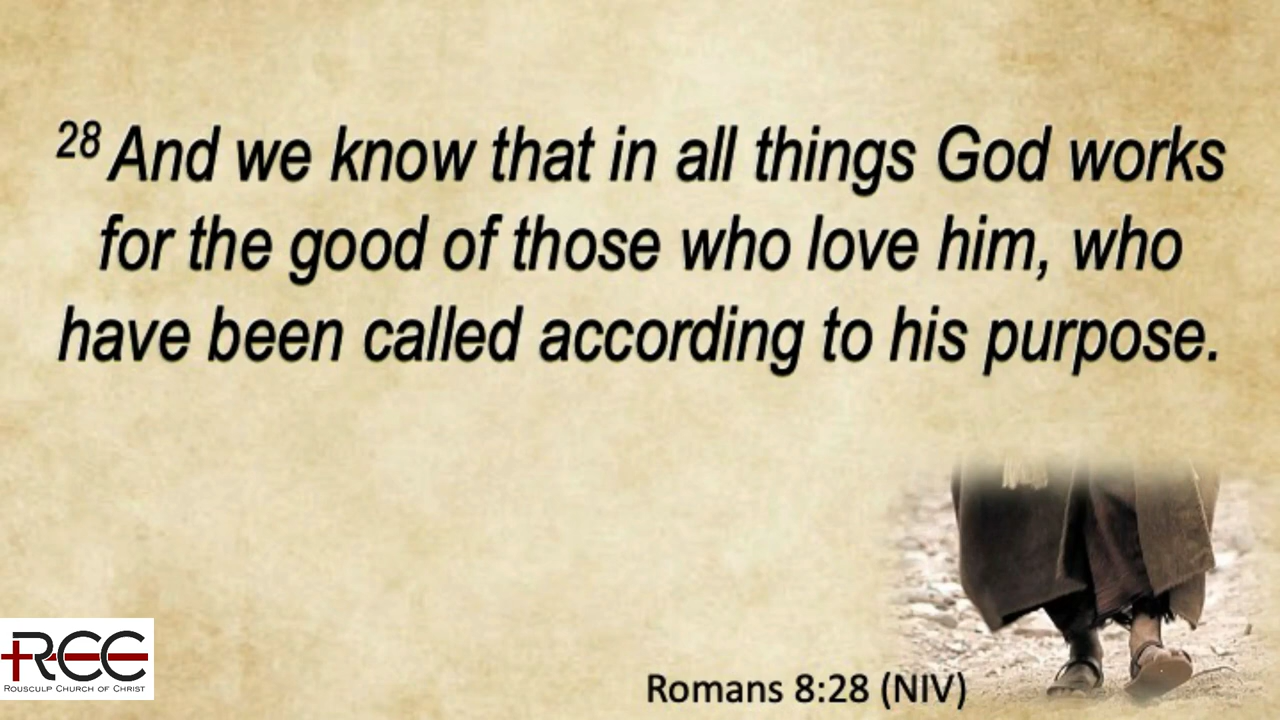 28 And we know that in all things God works
for the good of those who love him, who
have been called according to his purpose.
RCC
Rousculp Church of Christ
Romans 8:28 (NIV)